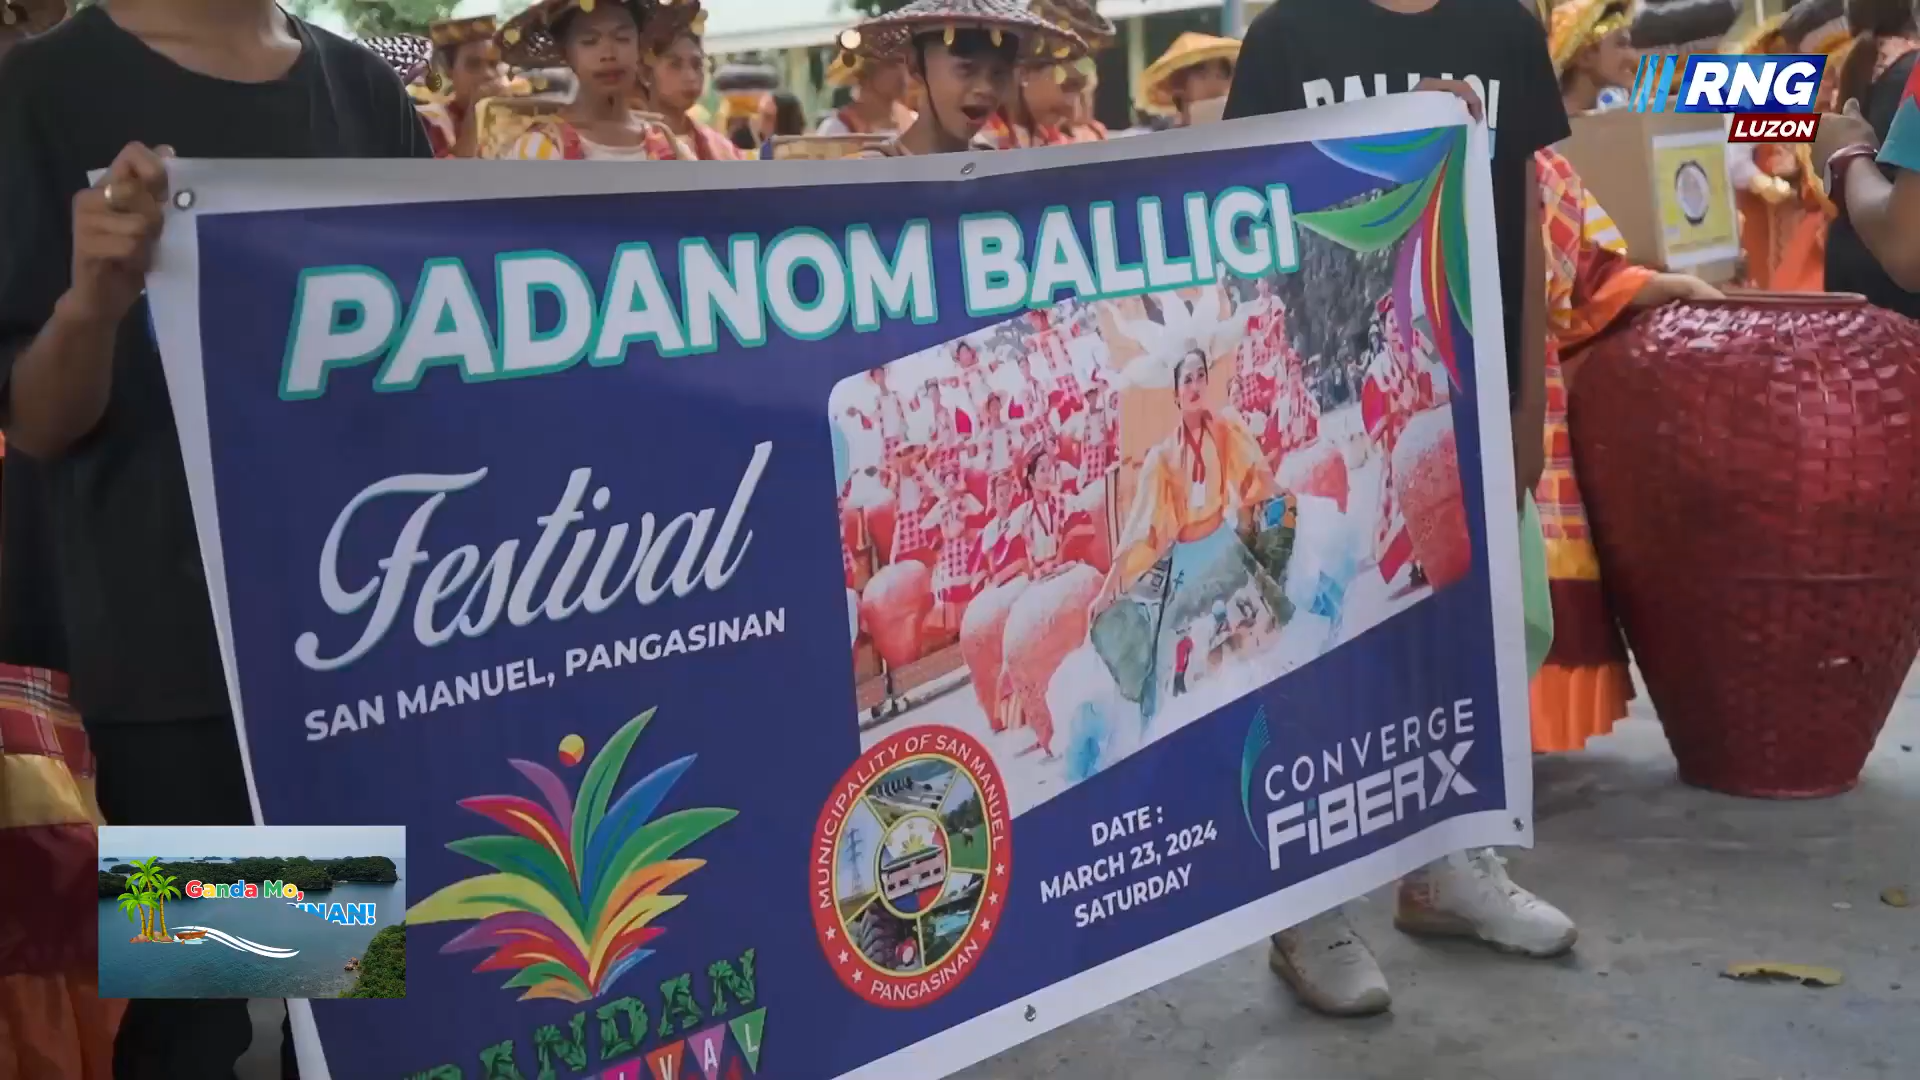 RNG
LUZON
PADANOM BALLIGI
Festival
SAN MANUEL, PANGASINAN
MUNICIPALITY OF SAN MANUEL
PANGASINAN
DATE :
MARCH 23, 2024
SATURDAY
CONVERGE
FiBERX
Ganda Mo,